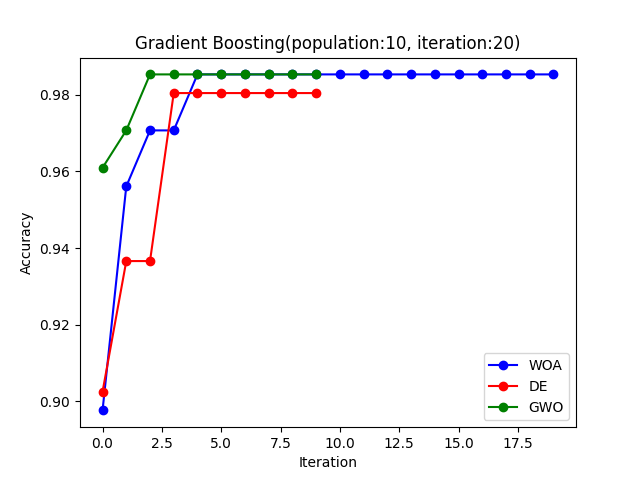 Gradient Boosting(population:10, iteration:20)
Accuracy
0.98
0.96
0.94
0.92
0.90
0.0 2.5 5.0 7.5 10.0 12.5 15.0 17.5
Iteration
WOA
DE
GWO